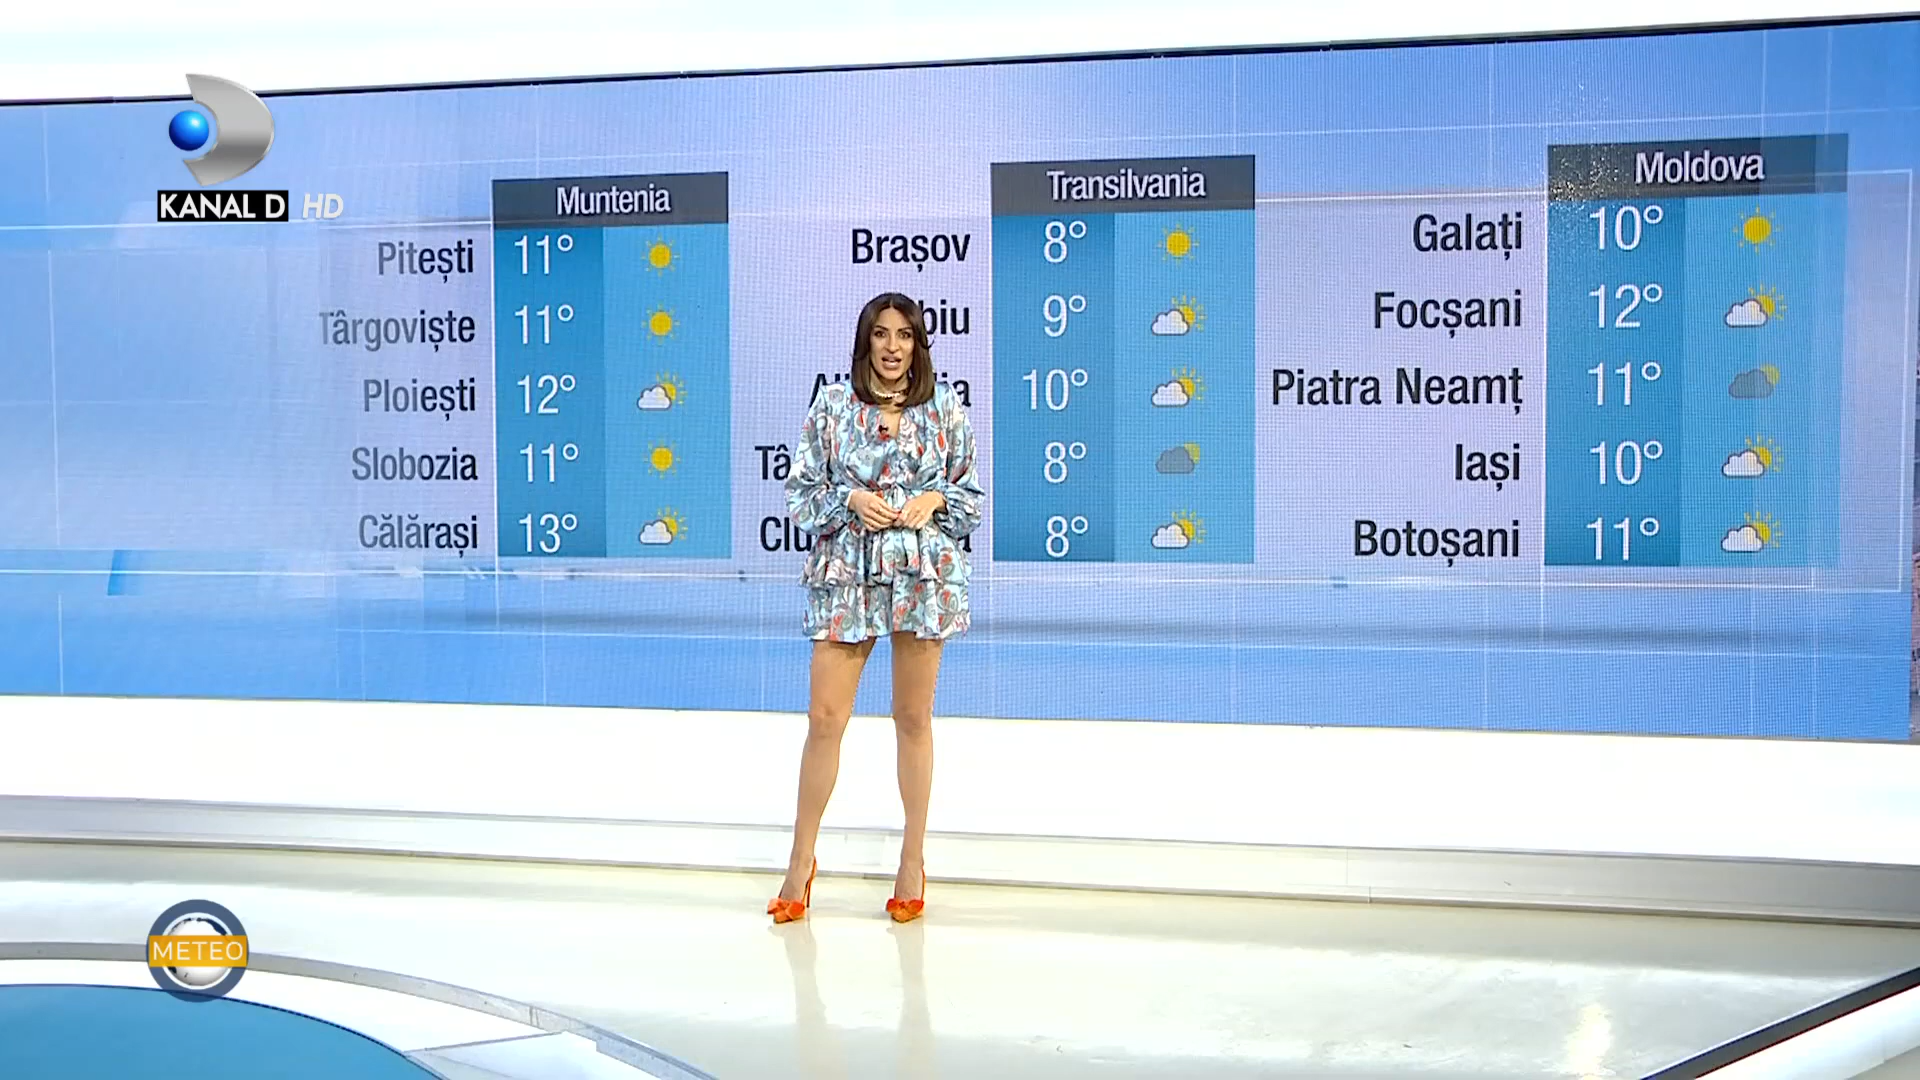 KANAL D HD
Muntenia
Pitești 11°
Târgoviște 11°
Ploiești 12°
Slobozia 11°
Călărași 13°
Transilvania
Brașov 8°
9°
10°
8°
8°
Moldova
Galați 10°
Focșani 12°
Piatra Neamț 11°
Iași 10°
Botoșani 11°
METEO